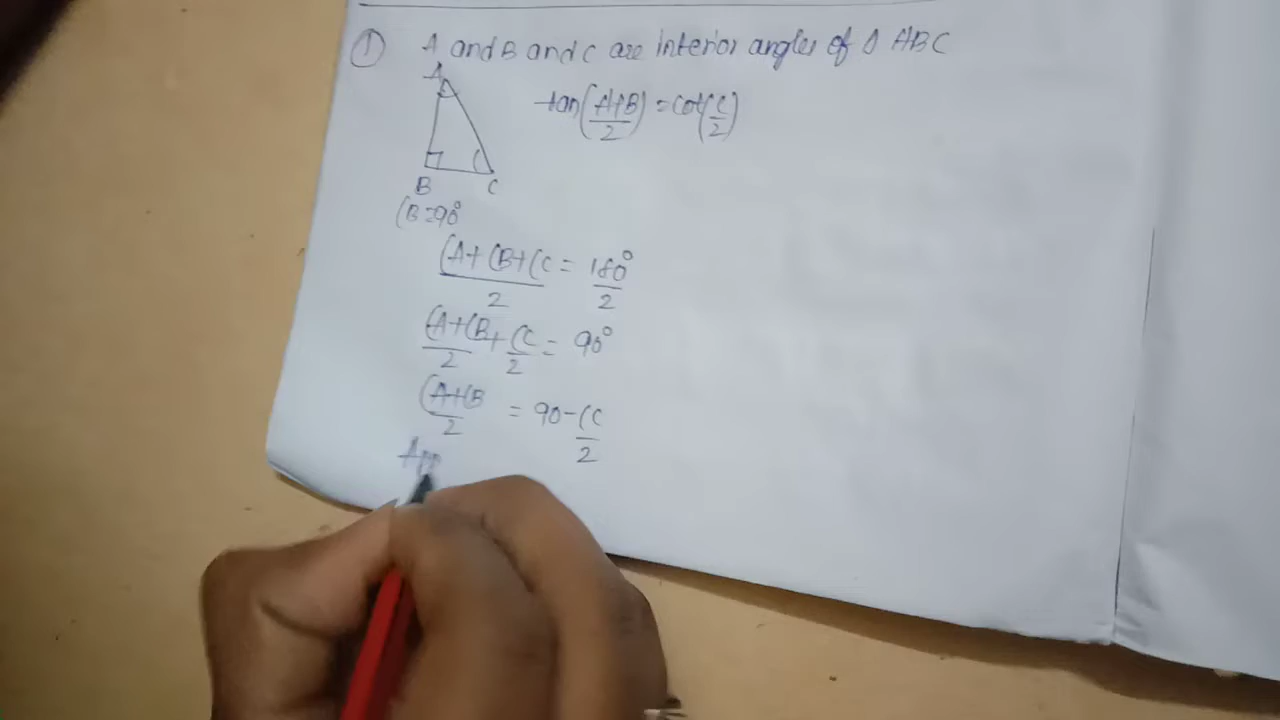 ① A and B and C are interior angles of Δ ABC
A
tan(A+B/2) = cot(C/2)
B C
(B = 90°
(A + (B + (C / 2 = 180° / 2
(A + (B / 2 + (C / 2 = 90°
(A + (B / 2 = 90 - (C / 2
App